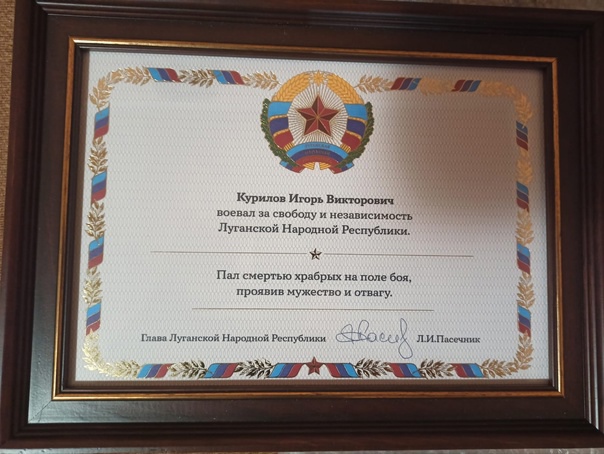 Курилов Игорь Викторович
воевал за свободу и независимость
Луганской Народной Республики.
Пал смертью храбрых на поле боя,
проявив мужество и отвагу.
Глава Луганской Народной Республики Л.И.Пасечник